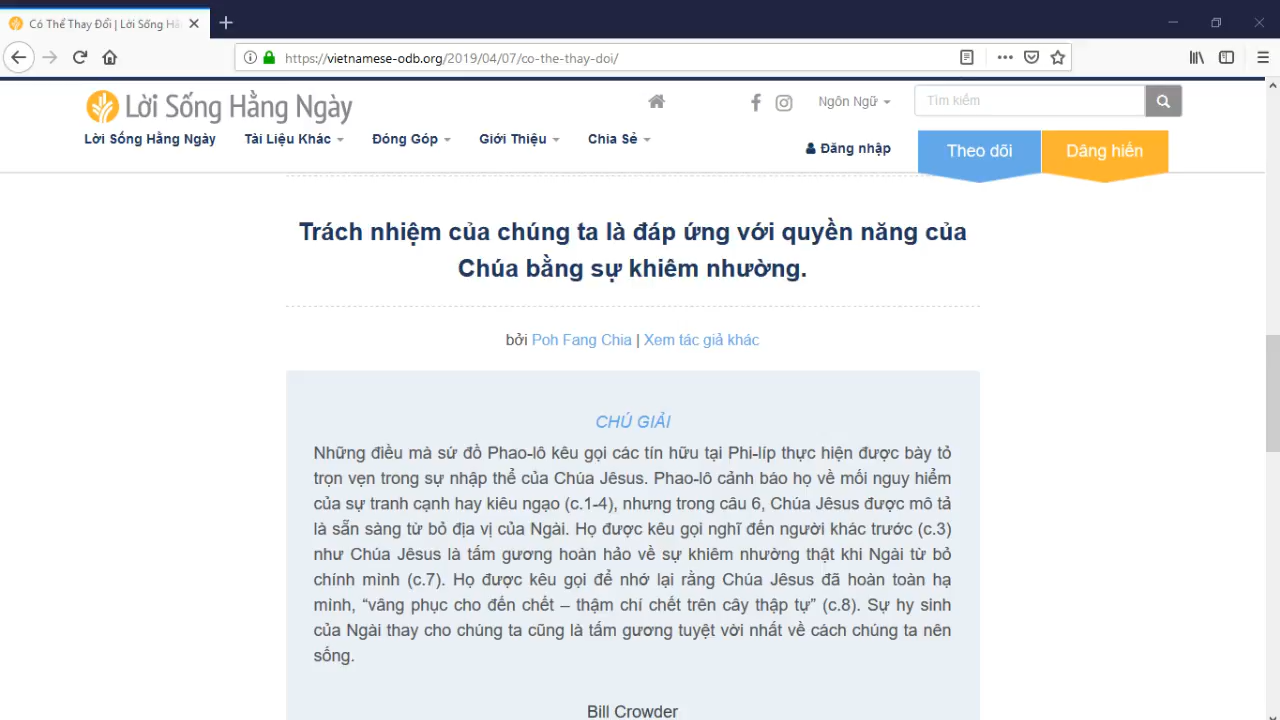 Có Thể Thay Đổi | Lời Sống Hằ
https://vietnamese-odb.org/2019/04/07/co-the-thay-doi/
Lời Sống Hằng Ngày
Ngôn Ngữ
Tìm kiếm
Lời Sống Hằng Ngày Tài Liệu Khác Đóng Góp Giới Thiệu Chia Sẻ
Đăng nhập
Theo dõi
Dâng hiến
Trách nhiệm của chúng ta là đáp ứng với quyền năng của
Chúa bằng sự khiêm nhường.
bởi Poh Fang Chia | Xem tác giả khác
CHÚ GIẢI
Những điều mà sứ đồ Phao-lô kêu gọi các tín hữu tại Phi-líp thực hiện được bày tỏ
trọn vẹn trong sự nhập thể của Chúa Jêsus. Phao-lô cảnh báo họ về mối nguy hiểm
của sự tranh cạnh hay kiêu ngạo (c.1-4), nhưng trong câu 6, Chúa Jêsus được mô tả
là sẵn sàng từ bỏ địa vị của Ngài. Họ được kêu gọi nghĩ đến người khác trước (c.3)
như Chúa Jêsus là tấm gương hoàn hảo về sự khiêm nhường thật khi Ngài từ bỏ
chính mình (c.7). Họ được kêu gọi để nhớ lại rằng Chúa Jêsus đã hoàn toàn hạ
mình, “vâng phục cho đến chết – thậm chí chết trên cây thập tự” (c.8). Sự hy sinh
của Ngài thay cho chúng ta cũng là tấm gương tuyệt vời nhất về cách chúng ta nên
sống.
Bill Crowder